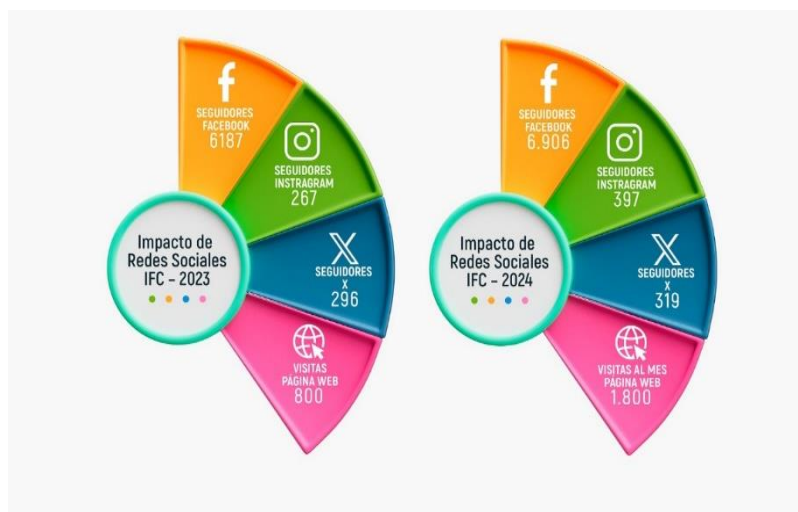 SEGUIDORES
FACEBOOK
6187
SEGUIDORES
INSTRAGRAM
267
Impacto de
Redes Sociales
IFC – 2023
SEGUIDORES
X
296
VISITAS
PÁGINA WEB
800
SEGUIDORES
FACEBOOK
6.906
SEGUIDORES
INSTRAGRAM
397
Impacto de
Redes Sociales
IFC – 2024
SEGUIDORES
X
319
VISITAS AL MES
PAGINA WEB
1.800